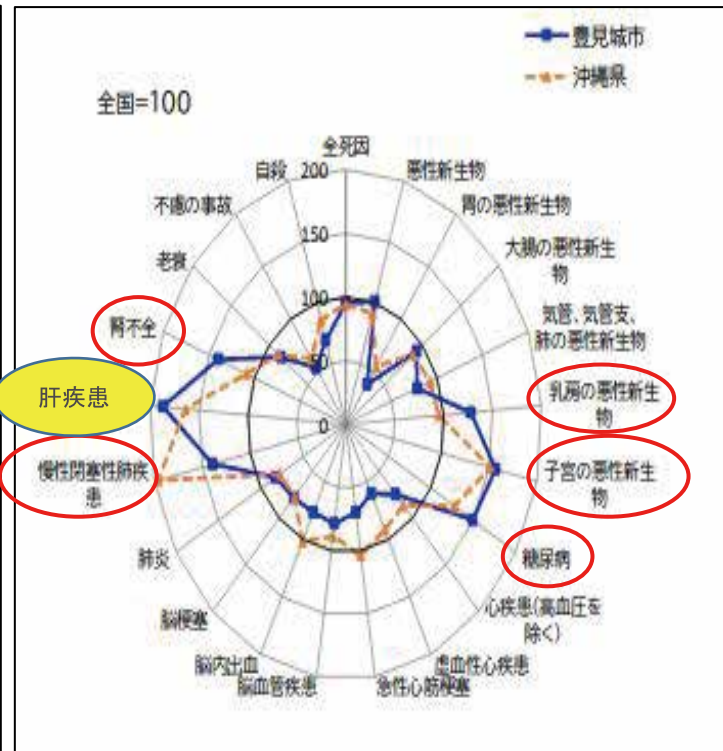 豊見城市
沖縄県
全国=100
全死因
200
150
100
50
0
悪性新生物
胃の悪性新生物
大腸の悪性新生
物
気管、気管支、
肺の悪性新生物
乳房の悪性新生
物
子宮の悪性新生
物
糖尿病
心疾患(高血圧を
除く)
虚血性心疾患
急性心筋梗塞
脳血管疾患
脳内出血
脳梗塞
肺炎
慢性閉塞性肺疾
患
肝疾患
腎不全
老衰
不慮の事故
自殺